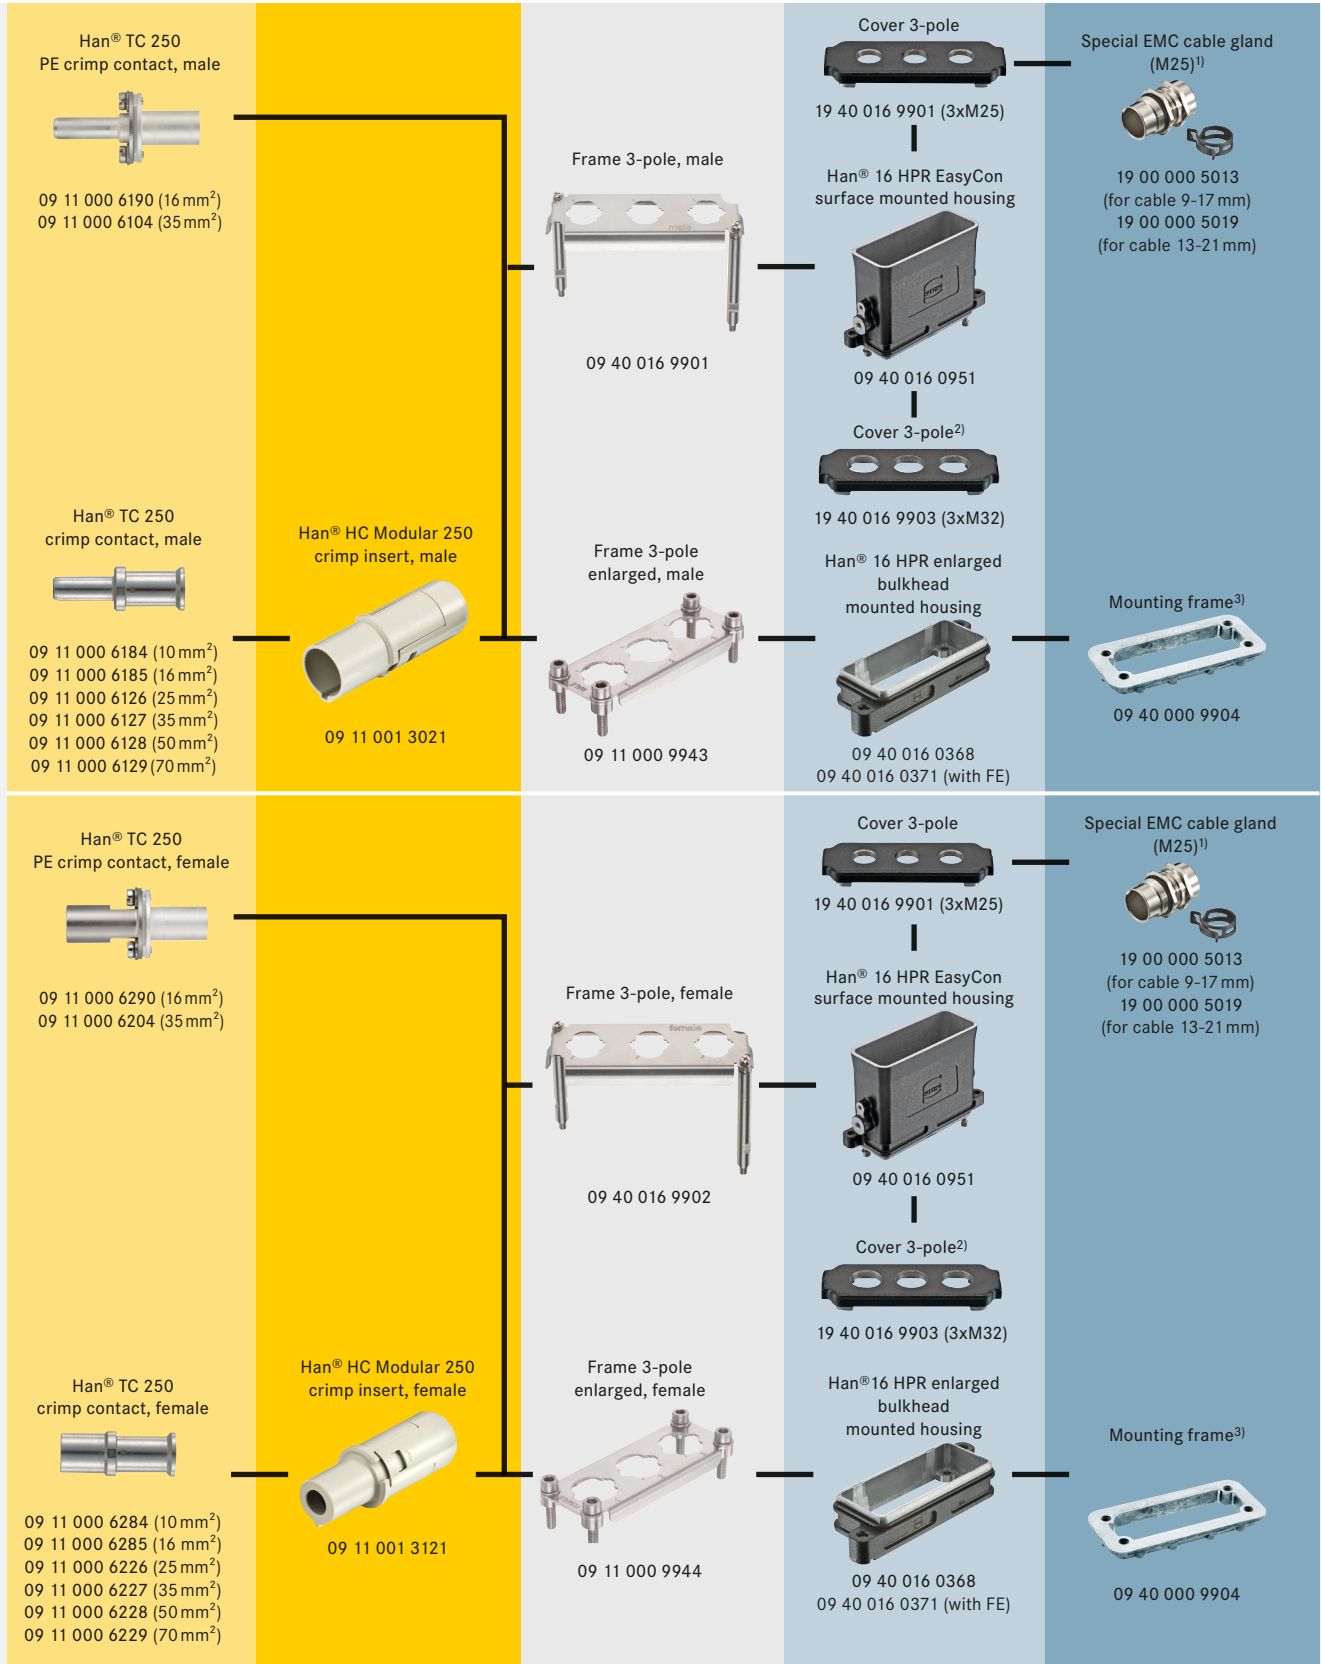 Han® TC 250
PE crimp contact, male
09 11 000 6190 (16 mm²)
09 11 000 6104 (35 mm²)
Han® TC 250
crimp contact, male
09 11 000 6184 (10 mm²)
09 11 000 6185 (16 mm²)
09 11 000 6126 (25 mm²)
09 11 000 6127 (35 mm²)
09 11 000 6128 (50 mm²)
09 11 000 6129 (70 mm²)
Han® HC Modular 250
crimp insert, male
09 11 001 3021
Frame 3-pole, male
male
09 40 016 9901
Frame 3-pole
enlarged, male
09 11 000 9943
Cover 3-pole
19 40 016 9901 (3xM25)
Han® 16 HPR EasyCon
surface mounted housing
09 40 016 0951
Cover 3-pole²⁾
19 40 016 9903 (3xM32)
Han® 16 HPR enlarged
bulkhead
mounted housing
09 40 016 0368
09 40 016 0371 (with FE)
Special EMC cable gland
(M25)¹⁾
19 00 000 5013
(for cable 9-17 mm)
19 00 000 5019
(for cable 13-21 mm)
Mounting frame³⁾
09 40 000 9904
Han® TC 250
PE crimp contact, female
09 11 000 6290 (16 mm²)
09 11 000 6204 (35 mm²)
Han® TC 250
crimp contact, female
09 11 000 6284 (10 mm²)
09 11 000 6285 (16 mm²)
09 11 000 6226 (25 mm²)
09 11 000 6227 (35 mm²)
09 11 000 6228 (50 mm²)
09 11 000 6229 (70 mm²)
Han® HC Modular 250
crimp insert, female
09 11 001 3121
Frame 3-pole, female
female
09 40 016 9902
Frame 3-pole
enlarged, female
09 11 000 9944
Cover 3-pole
19 40 016 9901 (3xM25)
Han® 16 HPR EasyCon
surface mounted housing
09 40 016 0951
Cover 3-pole²⁾
19 40 016 9903 (3xM32)
Han®16 HPR enlarged
bulkhead
mounted housing
09 40 016 0368
09 40 016 0371 (with FE)
Special EMC cable gland
(M25)¹⁾
19 00 000 5013
(for cable 9-17 mm)
19 00 000 5019
(for cable 13-21 mm)
Mounting frame³⁾
09 40 000 9904